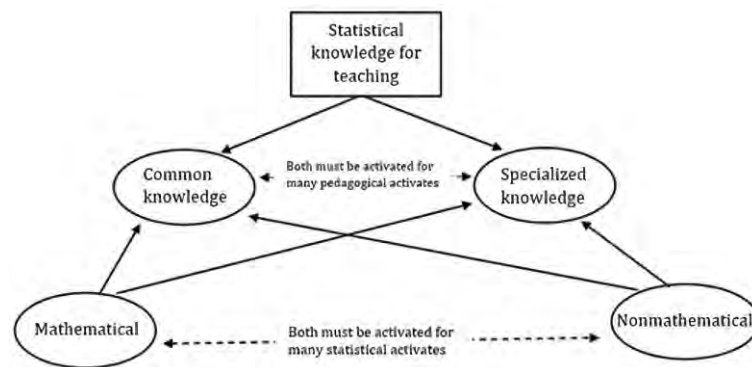 Statistical
knowledge for
teaching
Common
knowledge
Both must be activated for
many pedagogical activates
Specialized
knowledge
Mathematical
Both must be activated for
many statistical activates
Nonmathematical